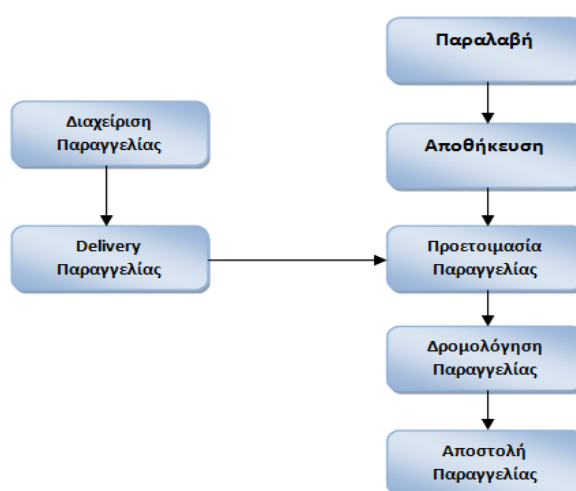 Παραλαβή
Διαχείριση
Παραγγελίας
Αποθήκευση
Delivery
Παραγγελίας
Προετοιμασία
Παραγγελίας
Δρομολόγηση
Παραγγελίας
Αποστολή
Παραγγελίας